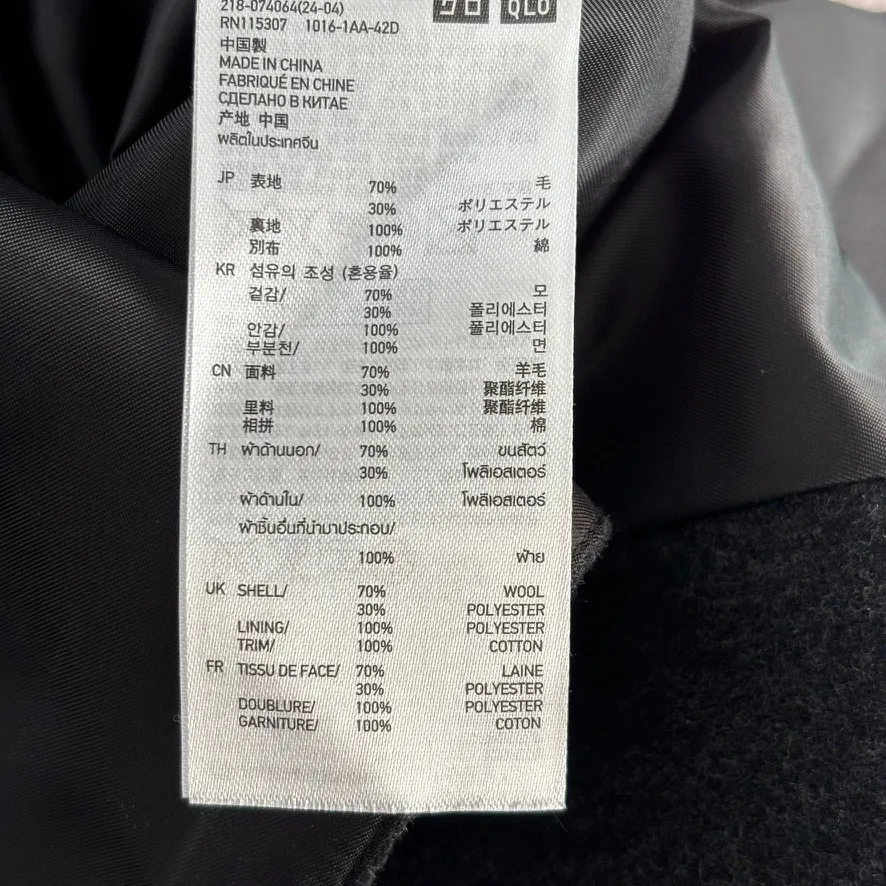 218-074064(24-04)
RN115307 1016-1AA-42D
クロ QLO
中国製
MADE IN CHINA
FABRIQUÉ EN CHINE
СДЕЛАНО В КИТАЕ
产地 中国
ผลิตในประเทศจีน
JP 表地 70% 毛
30% ポリエステル
裏地 100% ポリエステル
別布 100% 綿
KR 섬유의 조성 (혼용율)
겉감/ 70% 모
30% 폴리에스터
안감/ 100% 폴리에스터
부분천/ 100% 면
CN 面料 70% 羊毛
30% 聚酯纤维
里料 100% 聚酯纤维
相拼 100% 棉
TH ผ้าด้านนอก/ 70% ขนสัตว์
30% โพลิเอสเตอร์
ผ้าด้านใน/ 100% โพลิเอสเตอร์
ผ้าชิ้นอื่นที่นำมาประกอบ/
100% ฝ้าย
UK SHELL/ 70% WOOL
30% POLYESTER
LINING/ 100% POLYESTER
TRIM/ 100% COTTON
FR TISSU DE FACE/ 70% LAINE
30% POLYESTER
DOUBLURE/ 100% POLYESTER
GARNITURE/ 100% COTON